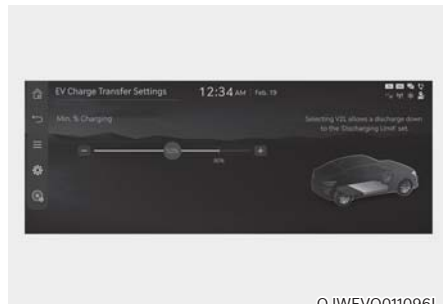 EV Charge Transfer Settings
12:34 AM Feb. 19
Min. % Charging
Selecting V2L allows a discharge down
to the 'Discharging Limit' set.
80%
OJWEVQ011096L